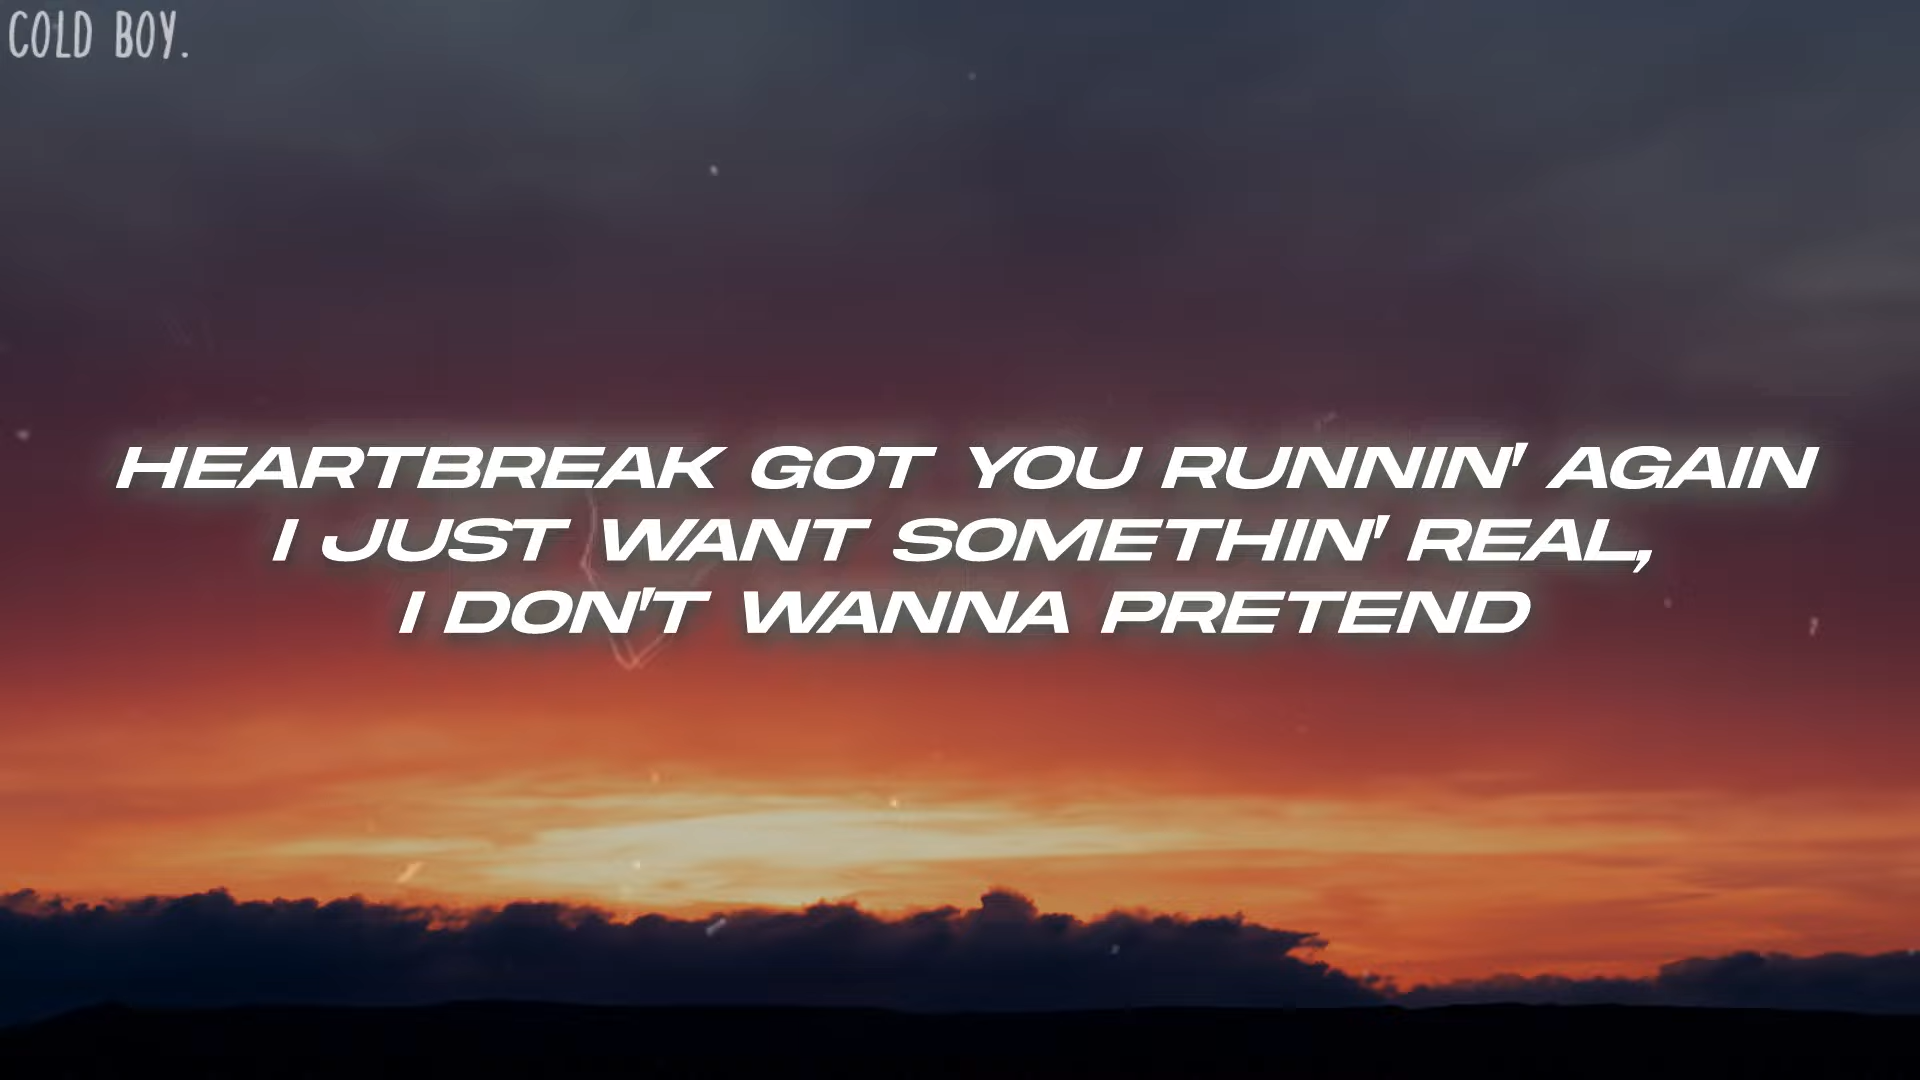 COLD BOY.
HEARTBREAK GOT YOU RUNNIN' AGAIN
I JUST WANT SOMETHIN' REAL,
I DON'T WANNA PRETEND